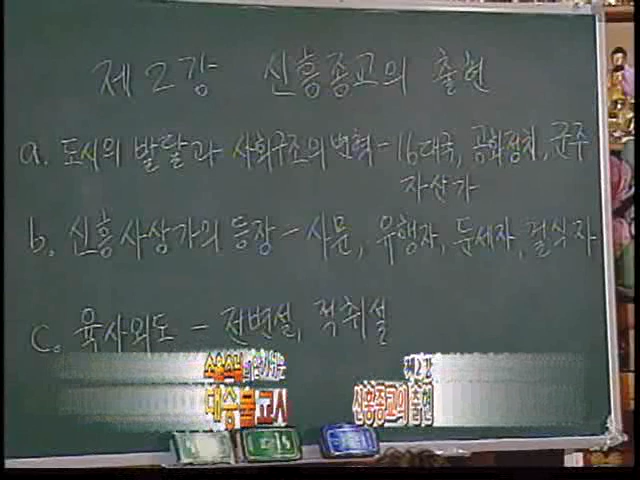 제2강 신흥종교의 출현
a. 도시의 발달과 사회구조의 변혁 - 16대국, 공화정치, 군주
자산가
b. 신흥사상가의 등장 - 사문, 유행자, 둔세자, 걸식자
c. 육사외도 - 전변설, 적취설
제2강
대승불교사
신흥종교의 출현